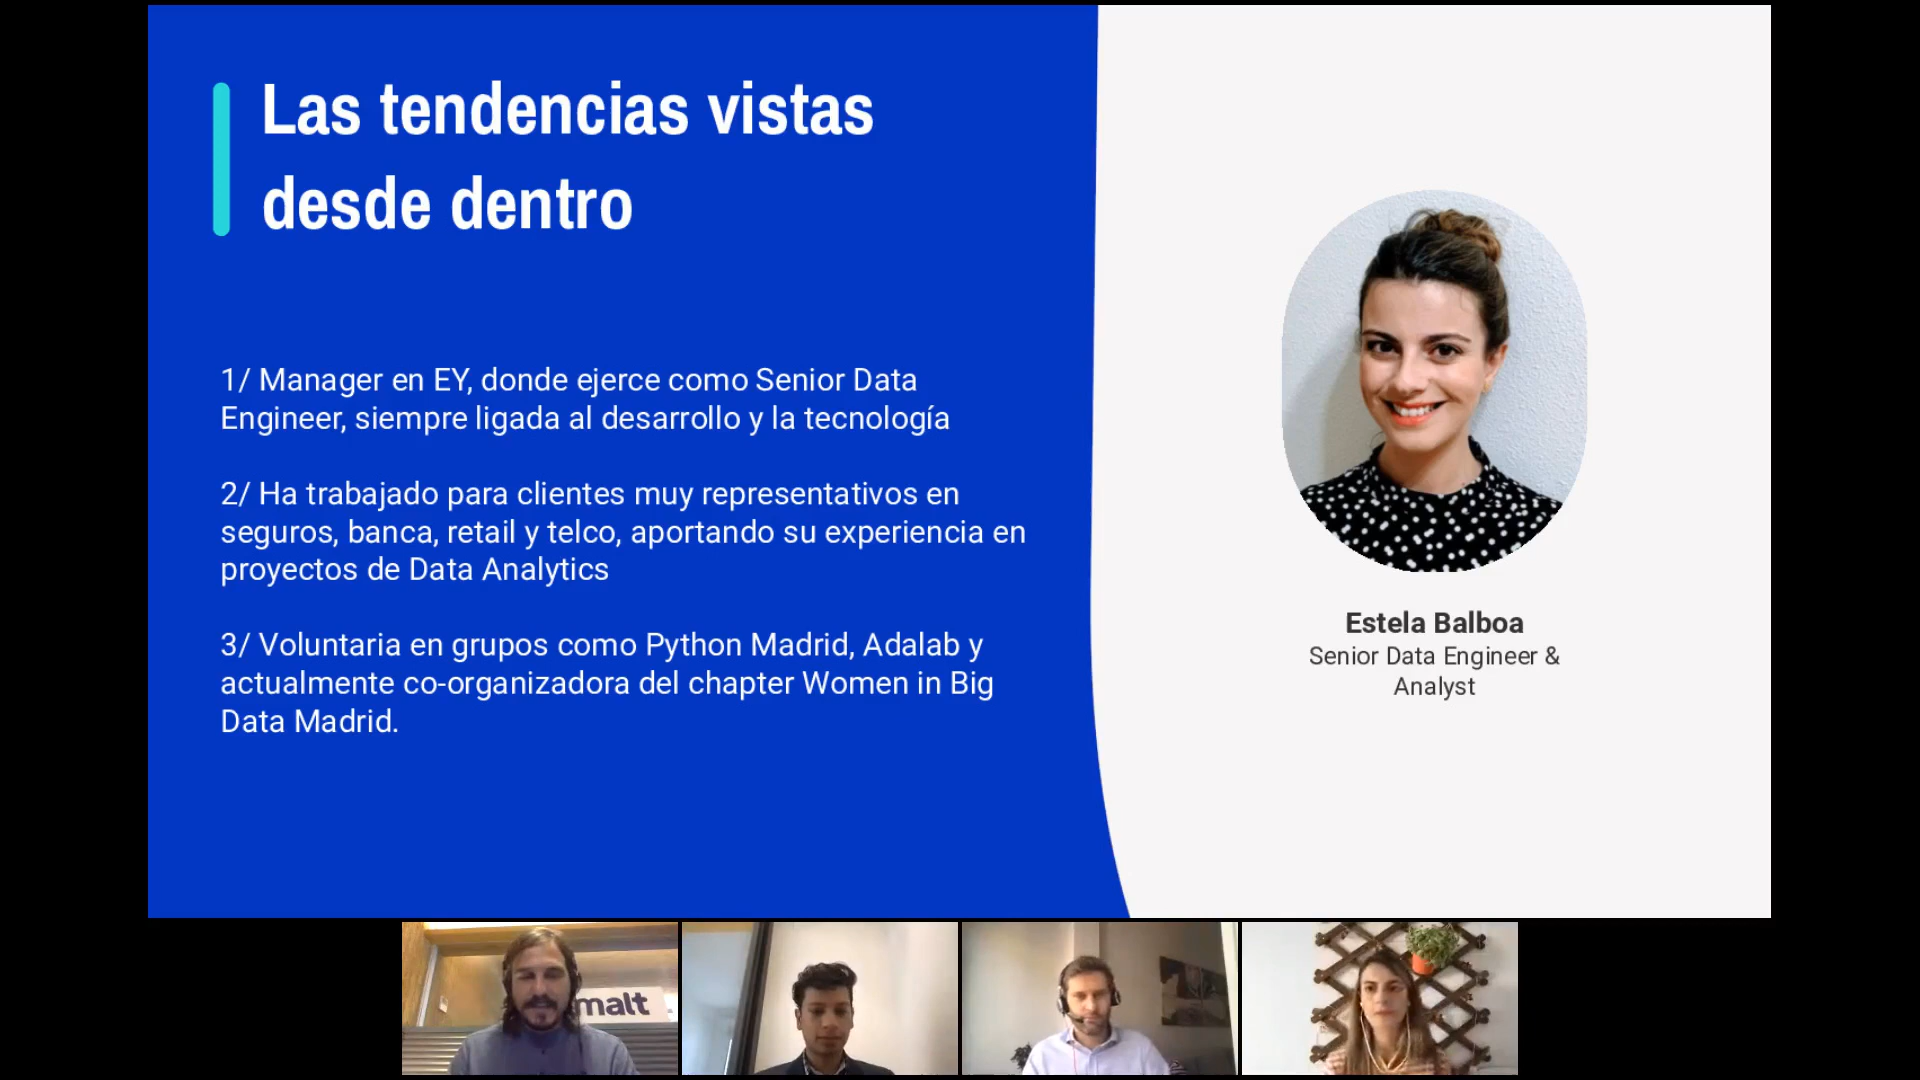 Las tendencias vistas
desde dentro
1/ Manager en EY, donde ejerce como Senior Data
Engineer, siempre ligada al desarrollo y la tecnología
2/ Ha trabajado para clientes muy representativos en
seguros, banca, retail y telco, aportando su experiencia en
proyectos de Data Analytics
3/ Voluntaria en grupos como Python Madrid, Adalab y
actualmente co-organizadora del chapter Women in Big
Data Madrid.
Estela Balboa
Senior Data Engineer &
Analyst
malt